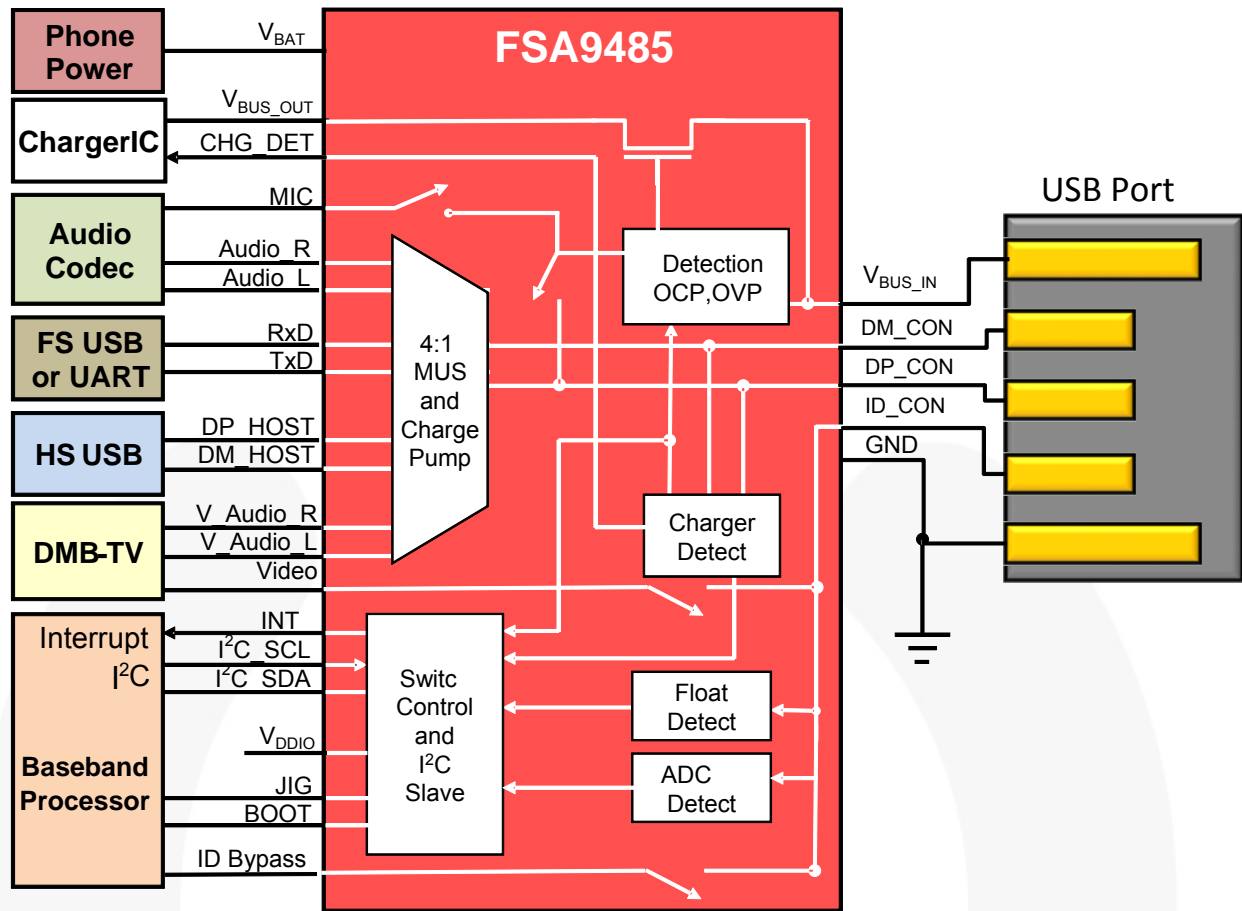 FSA9485
Phone
Power
V_BAT
ChargerIC
V_BUS_OUT
CHG_DET
Audio
Codec
MIC
Audio_R
Audio_L
FS USB
or UART
RxD
TxD
HS USB
DP_HOST
DM_HOST
DMB-TV
V_Audio_R
V_Audio_L
Video
Interrupt
I²C
Baseband
Processor
INT
I²C_SCL
I²C_SDA
V_DDIO
JIG
BOOT
ID Bypass
4:1
MUS
and
Charge
Pump
Detection
OCP,OVP
Charger
Detect
Switc
Control
and
I²C
Slave
Float
Detect
ADC
Detect
V_BUS_IN
DM_CON
DP_CON
ID_CON
GND
USB Port